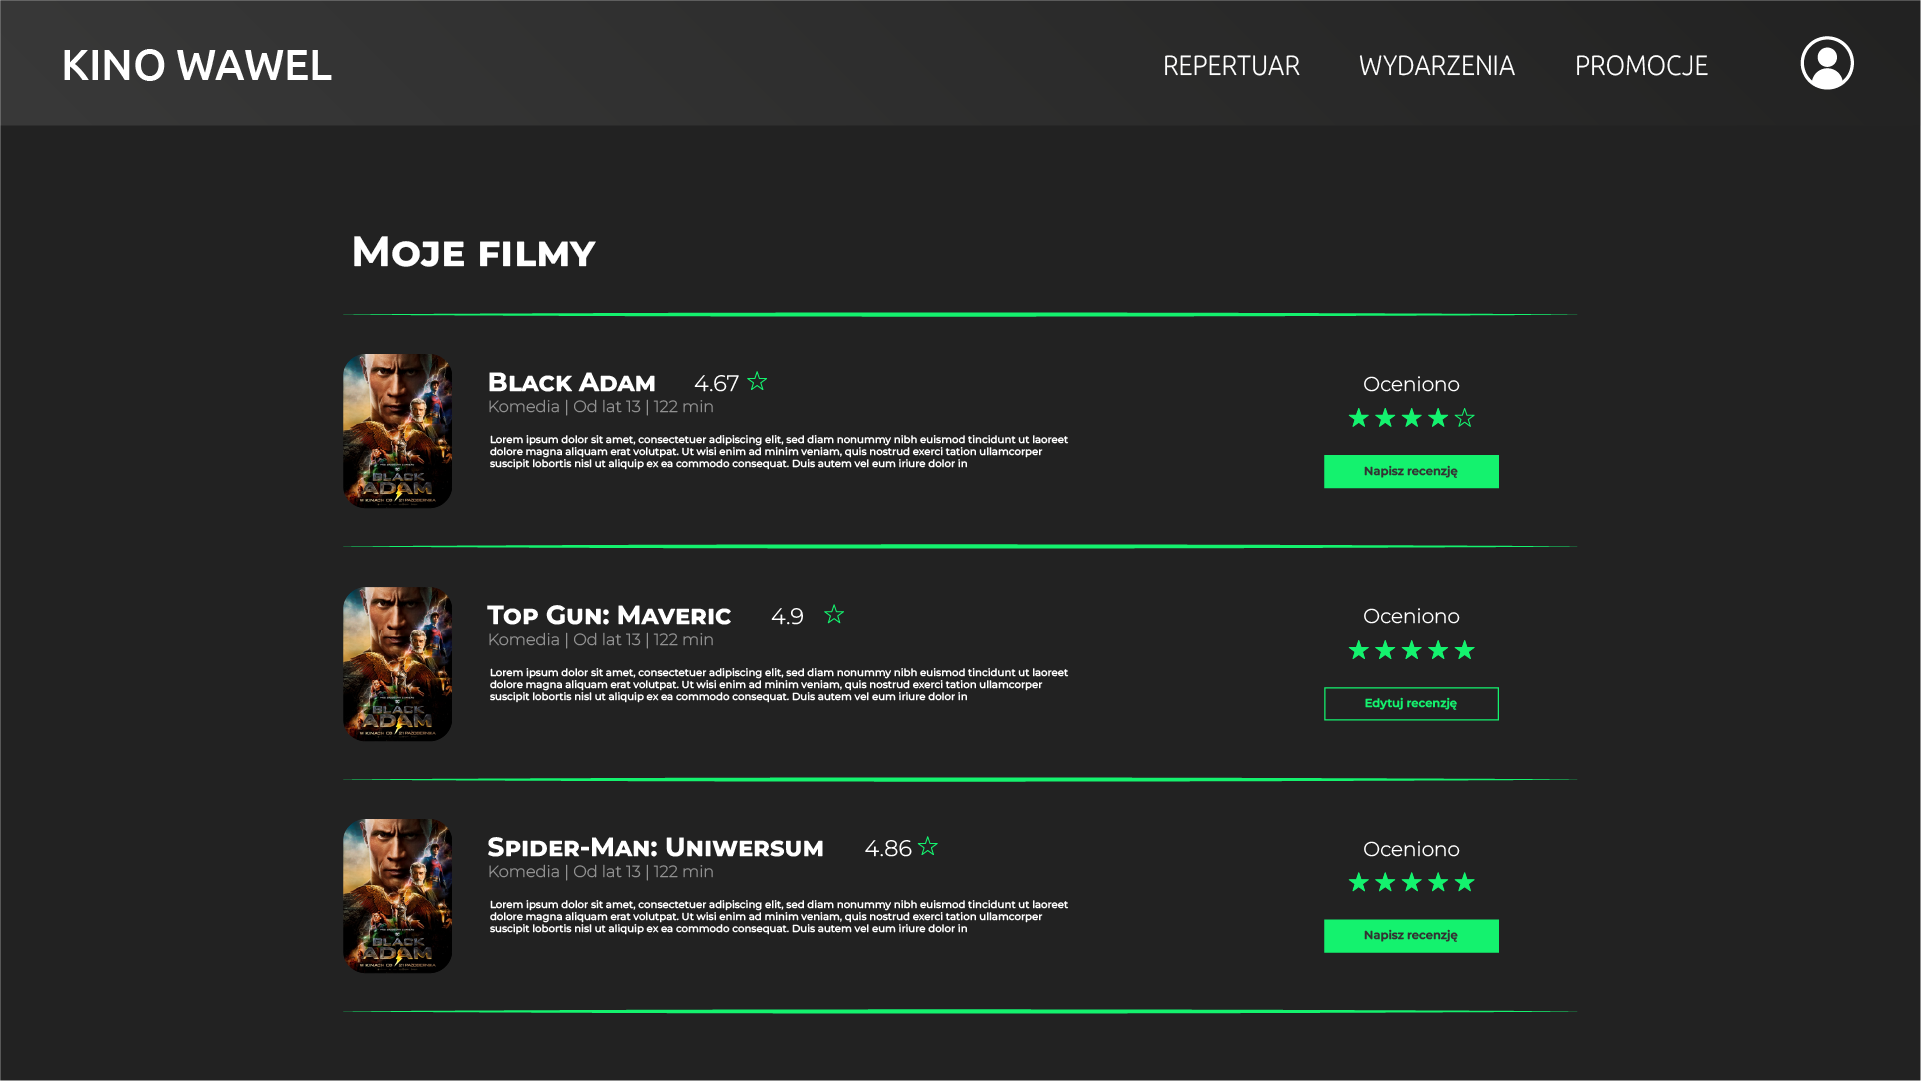 KINO WAWEL
REPERTUAR
WYDARZENIA
PROMOCJE
MOJE FILMY
BLACK ADAM
4.67
Komedia | Od lat 13 | 122 min
Lorem ipsum dolor sit amet, consectetuer adipiscing elit, sed diam nonummy nibh euismod tincidunt ut laoreet
dolore magna aliquam erat volutpat. Ut wisi enim ad minim veniam, quis nostrud exerci tation ullamcorper
suscipit lobortis nisl ut aliquip ex ea commodo consequat. Duis autem vel eum iriure dolor in
Oceniono
Napisz recenzję
BLACK
ADAM
TOP GUN: MAVERIC
4.9
Komedia | Od lat 13 | 122 min
Lorem ipsum dolor sit amet, consectetuer adipiscing elit, sed diam nonummy nibh euismod tincidunt ut laoreet
dolore magna aliquam erat volutpat. Ut wisi enim ad minim veniam, quis nostrud exerci tation ullamcorper
suscipit lobortis nisl ut aliquip ex ea commodo consequat. Duis autem vel eum iriure dolor in
Oceniono
Edytuj recenzję
BLACK
ADAM
SPIDER-MAN: UNIWERSUM
4.86
Komedia | Od lat 13 | 122 min
Lorem ipsum dolor sit amet, consectetuer adipiscing elit, sed diam nonummy nibh euismod tincidunt ut laoreet
dolore magna aliquam erat volutpat. Ut wisi enim ad minim veniam, quis nostrud exerci tation ullamcorper
suscipit lobortis nisl ut aliquip ex ea commodo consequat. Duis autem vel eum iriure dolor in
Oceniono
Napisz recenzję
BLACK
ADAM